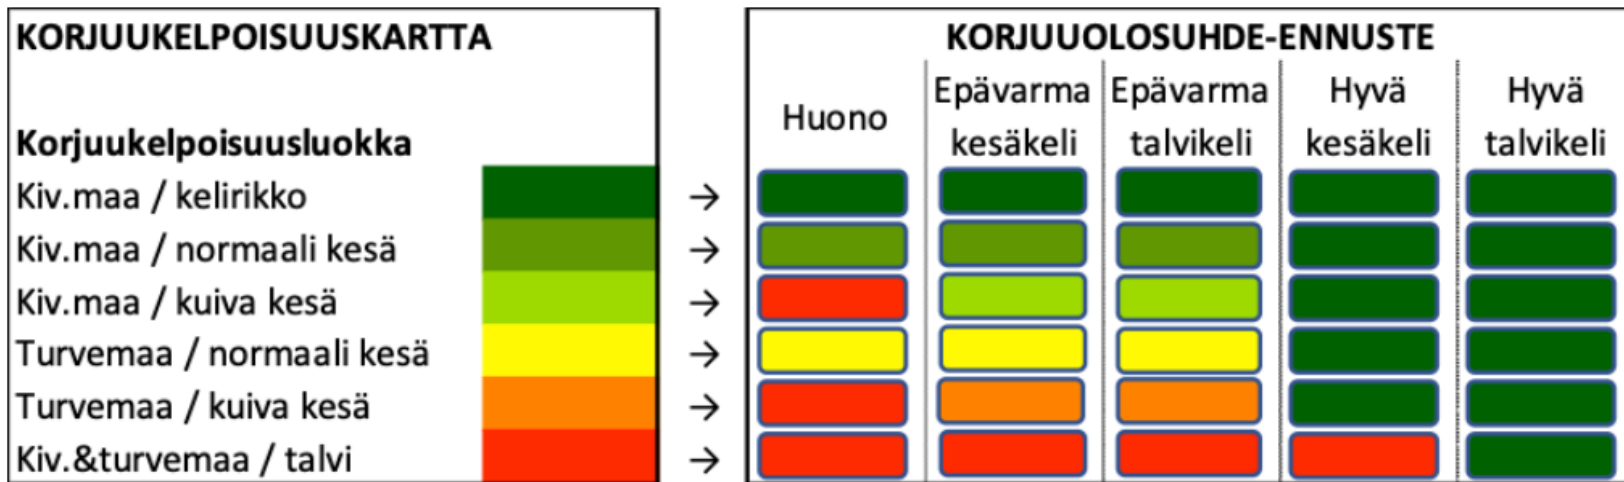 KORJUUKELPOISUUSKARTTA
Korjuukelpoisuusluokka
Kiv.maa / kelirikko →
Kiv.maa / normaali kesä →
Kiv.maa / kuiva kesä →
Turvemaa / normaali kesä →
Turvemaa / kuiva kesä →
Kiv.&turvemaa / talvi →
KORJUUOLOSUHDE-ENNUSTE
Huono
Epävarma
kesäkeli
Epävarma
talvikeli
Hyvä
kesäkeli
Hyvä
talvikeli